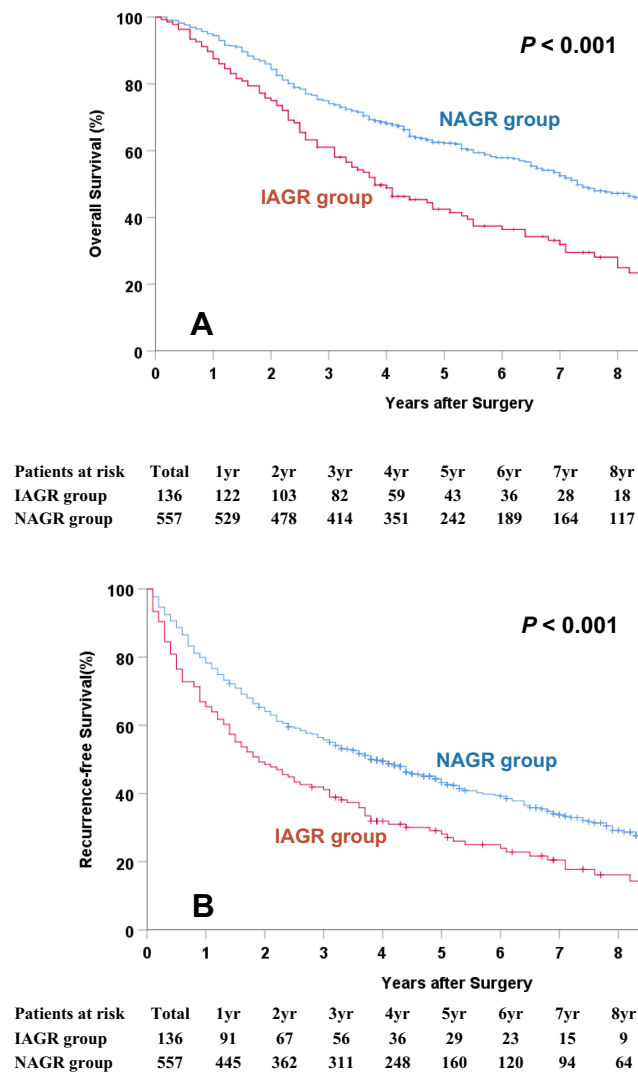 100
80
60
40
20
0
Overall Survival (%)
P < 0.001
NAGR group
IAGR group
A
0 1 2 3 4 5 6 7 8
Years after Surgery
Patients at risk Total 1yr 2yr 3yr 4yr 5yr 6yr 7yr 8yr
IAGR group 136 122 103 82 59 43 36 28 18
NAGR group 557 529 478 414 351 242 189 164 117
100
80
60
40
20
0
Recurrence-free Survival(%)
P < 0.001
NAGR group
IAGR group
B
0 1 2 3 4 5 6 7 8
Years after Surgery
Patients at risk Total 1yr 2yr 3yr 4yr 5yr 6yr 7yr 8yr
IAGR group 136 91 67 56 36 29 23 15 9
NAGR group 557 445 362 311 248 160 120 94 64